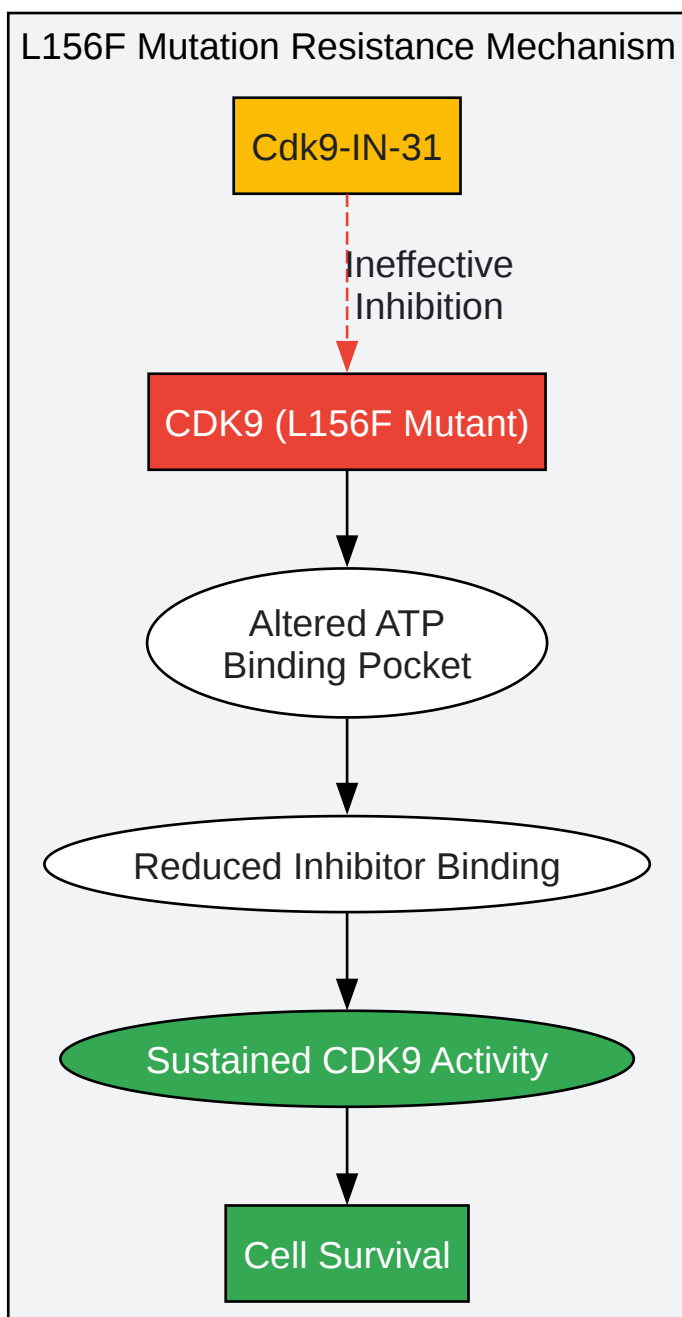 L156F Mutation Resistance Mechanism
Cdk9-IN-31
Ineffective
Inhibition
CDK9 (L156F Mutant)
Altered ATP
Binding Pocket
Reduced Inhibitor Binding
Sustained CDK9 Activity
Cell Survival